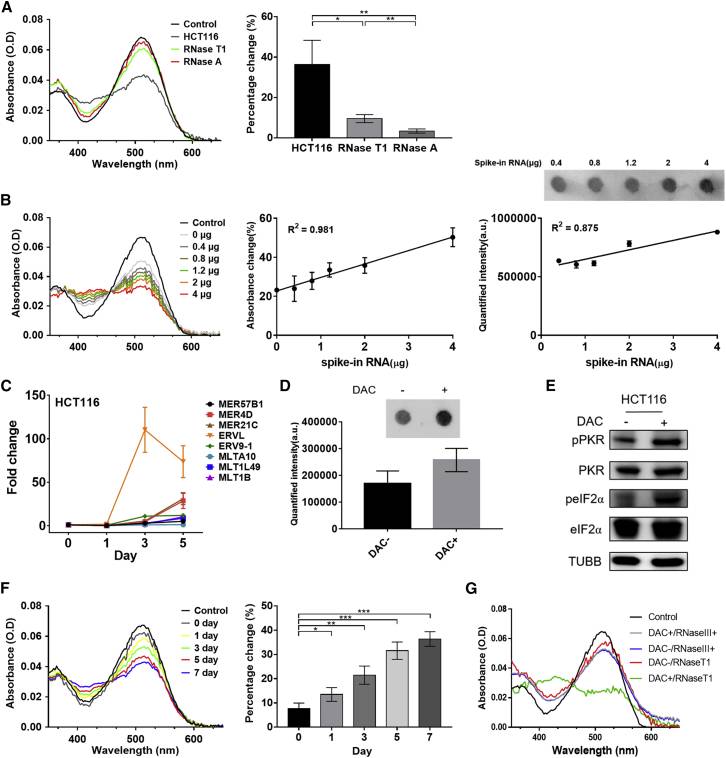 A
Absorbance (O.D)
0.08
0.06
0.04
0.02
0.00
400 500 600
Wavelength (nm)
Control
HCT116
RNase T1
RNase A
Percentage change (%)
60
40
20
0
** 
* **
HCT116 RNase T1 RNase A
Spike-in RNA(μg) 0.4 0.8 1.2 2 4
B
Absorbance (O.D)
0.08
0.06
0.04
0.02
0.00
400 500 600
Wavelength (nm)
Control
0 μg
0.4 μg
0.8 μg
1.2 μg
2 μg
4 μg
Absorbance change(%)
80
60
40
20
0
R² = 0.981
0 1 2 3 4
spike-in RNA(μg)
Quantified intensity(a.u.)
1000000
500000
0
R² = 0.875
0 1 2 3 4
spike-in RNA(μg)
C
HCT116
Fold change
150
100
50
0
0 1 3 5
Day
MER57B1
MER4D
MER21C
ERVL
ERV9-1
MLTA10
MLT1L49
MLT1B
D
DAC - +
Quantified intensity(a.u.)
400000
300000
200000
100000
0
DAC- DAC+
E
HCT116
DAC - +
pPKR
PKR
peIF2α
eIF2α
TUBB
F
Absorbance (O.D)
0.08
0.06
0.04
0.02
0.00
400 500 600
Wavelength (nm)
Control
0 day
1 day
3 day
5 day
7 day
Percentage change (%)
60
50
40
30
20
10
0
***
***
**
*
0 1 3 5 7
Day
G
Absorbance (O.D)
0.08
0.06
0.04
0.02
0.00
400 500 600
Wavelength (nm)
Control
DAC+/RNaseIII+
DAC-/RNaseIII+
DAC-/RNaseT1
DAC+/RNaseT1